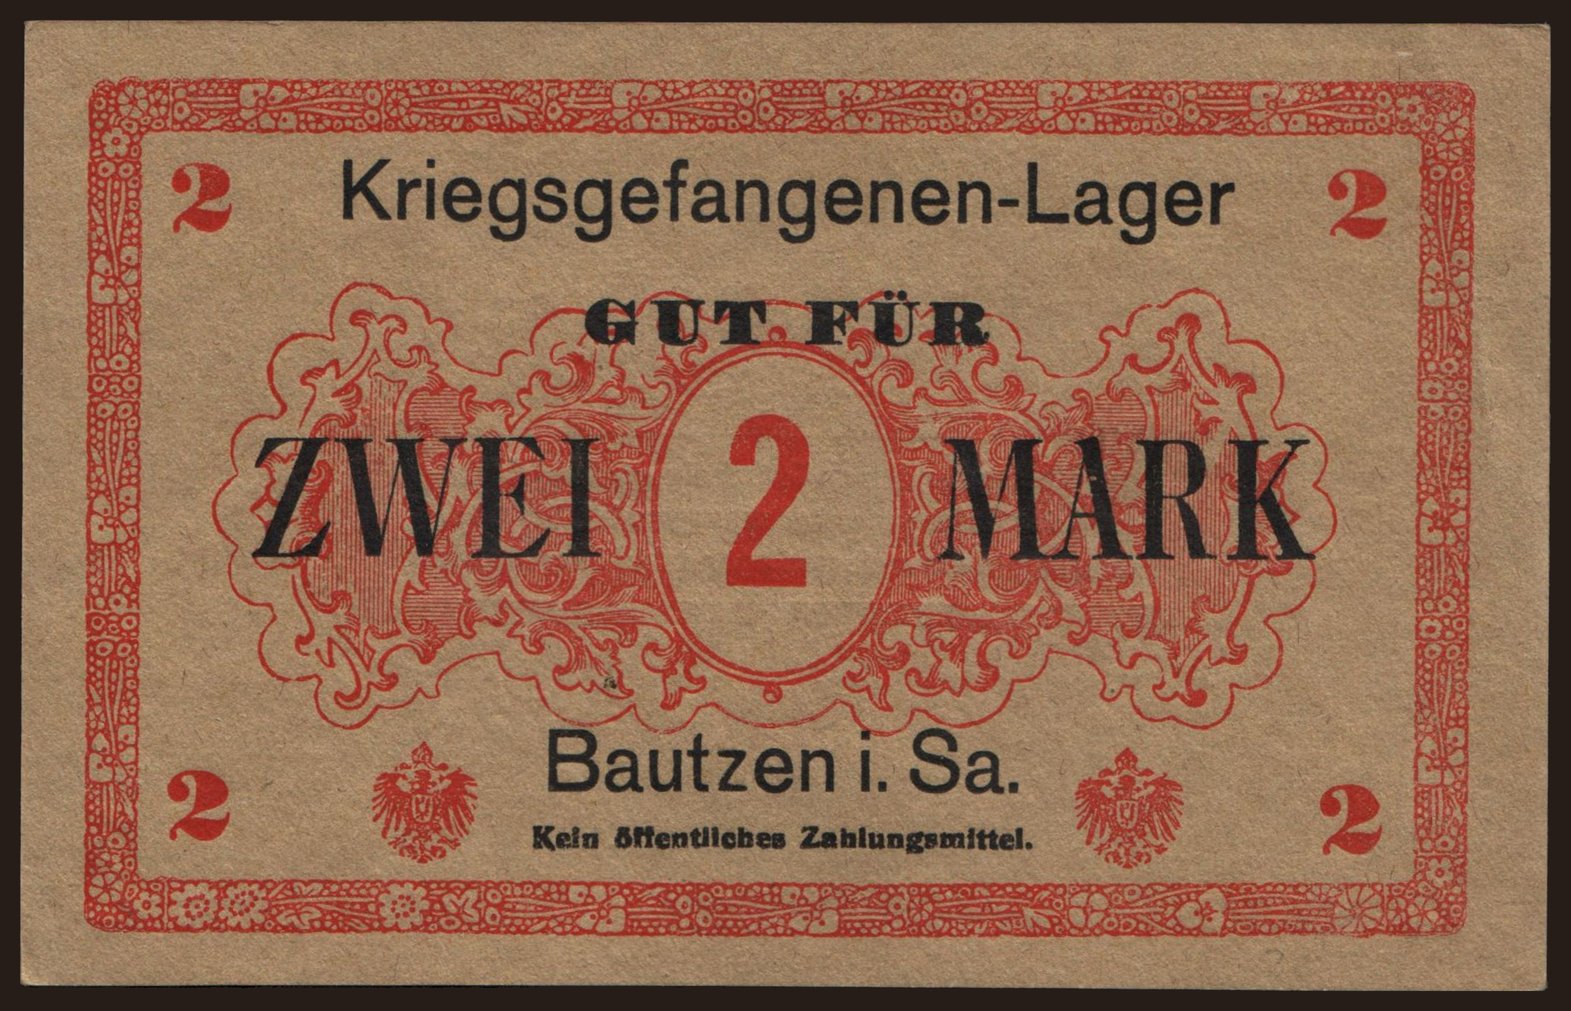 2 Kriegsgefangenen-Lager 2
GUT FÜR
ZWEI 2 MARK
Bautzen i. Sa.
2 2
Kein öffentliches Zahlungsmittel.